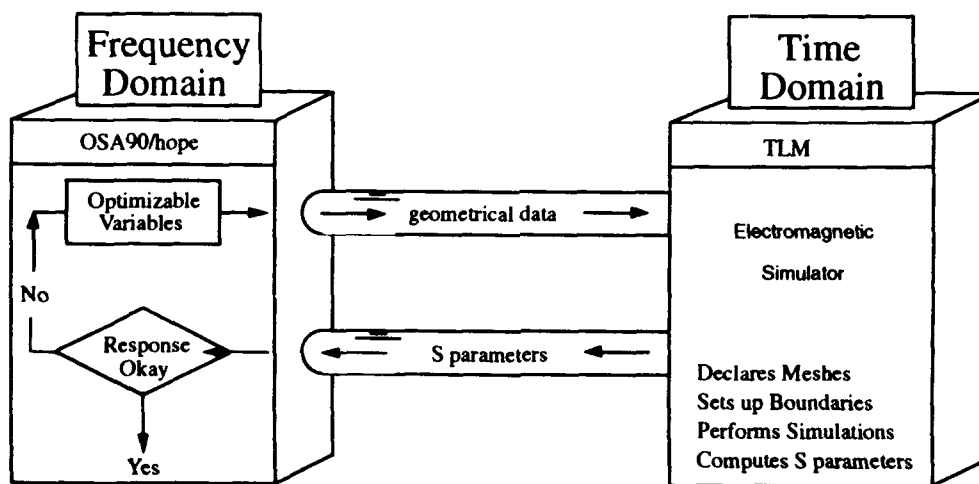 Frequency
Domain
OSA90/hope
Optimizable
Variables
No
Response
Okay
Yes
geometrical data
S parameters
Time
Domain
TLM
Electromagnetic
Simulator
Declares Meshes
Sets up Boundaries
Performs Simulations
Computes S parameters